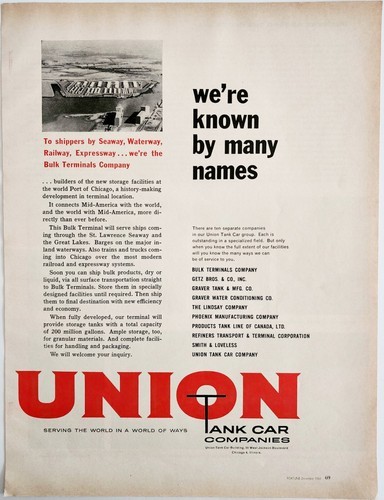 we're
known
by many
names
To shippers by Seaway, Waterway,
Railway, Expressway...we're the
Bulk Terminals Company
... builders of the new storage facilities at
the world Port of Chicago, a history-making
development in terminal location.
It connects Mid-America with the world,
and the world with Mid-America, more di-
rectly than ever before.
This Bulk Terminal will serve ships com-
ing through the St. Lawrence Seaway and
the Great Lakes. Barges on the major in-
land waterways. Also trains and trucks com-
ing into Chicago over the most modern
railroad and expressway systems.
Soon you can ship bulk products, dry or
liquid, via all surface transportation straight
to Bulk Terminals. Store them in specially
designed facilities until required. Then ship
them to final destination with new efficiency
and economy.
When fully developed, our terminal will
provide storage tanks with a total capacity
of 200 million gallons. Ample storage, too,
for granular materials. And complete facili-
ties for handling and packaging.
We will welcome your inquiry.
There are ten separate companies
in our Union Tank Car group. Each is
outstanding in a specialized field. But only
when you know the full extent of our facilities
will you know the many ways we can
be of service to you.
BULK TERMINALS COMPANY
GETZ BROS. & CO., INC.
GRAVER TANK & MFG. CO.
GRAVER WATER CONDITIONING CO.
THE LINDSAY COMPANY
PHOENIX MANUFACTURING COMPANY
PRODUCTS TANK LINE OF CANADA, LTD.
REFINERS TRANSPORT & TERMINAL CORPORATION
SMITH & LOVELESS
UNION TANK CAR COMPANY
UNION
TANK CAR
COMPANIES
SERVING THE WORLD IN A WORLD OF WAYS
Union Tank Car Building, 111 West Jackson Boulevard
Chicago 4, Illinois
117